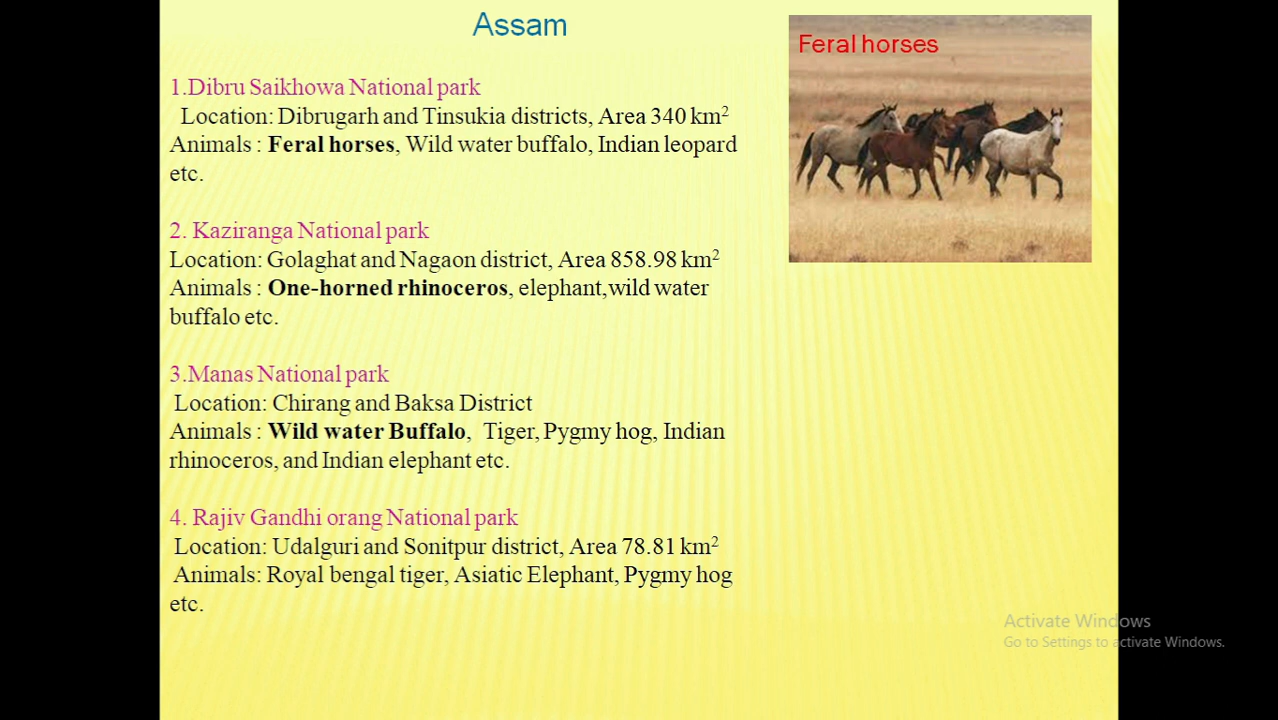 Assam
Feral horses
1.Dibru Saikhowa National park
Location: Dibrugarh and Tinsukia districts, Area 340 km²
Animals : Feral horses, Wild water buffalo, Indian leopard
etc.
2. Kaziranga National park
Location: Golaghat and Nagaon district, Area 858.98 km²
Animals : One-horned rhinoceros, elephant,wild water
buffalo etc.
3.Manas National park
Location: Chirang and Baksa District
Animals : Wild water Buffalo, Tiger, Pygmy hog, Indian
rhinoceros, and Indian elephant etc.
4. Rajiv Gandhi orang National park
Location: Udalguri and Sonitpur district, Area 78.81 km²
Animals: Royal bengal tiger, Asiatic Elephant, Pygmy hog
etc.
Activate Windows
Go to Settings to activate Windows.